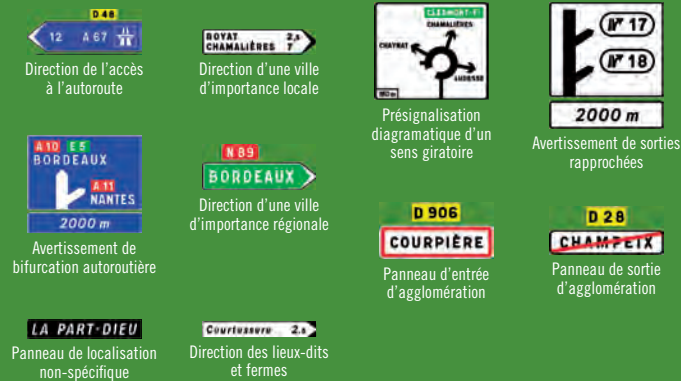 D 48
12 A 67
Direction de l'accès
à l'autoroute
ROYAT 2,5
CHAMALIÈRES 7
Direction d'une ville
d'importance locale
CLERMONT-Fd
CHAMALIÈRES
CHAYRAT
150 m
Présignalisation
diagramatique d'un
sens giratoire
N° 17
N° 18
2000 m
Avertissement de sorties
rapprochées
A 10 E 5
BORDEAUX
A 11
NANTES
2000 m
Avertissement de
bifurcation autoroutière
N 89
BORDEAUX
Direction d'une ville
d'importance régionale
D 906
COURPIÈRE
Panneau d'entrée
d'agglomération
D 28
CHAMPEIX
Panneau de sortie
d'agglomération
LA PART-DIEU
Panneau de localisation
non-spécifique
Courtesserre 2,5
Direction des lieux-dits
et fermes